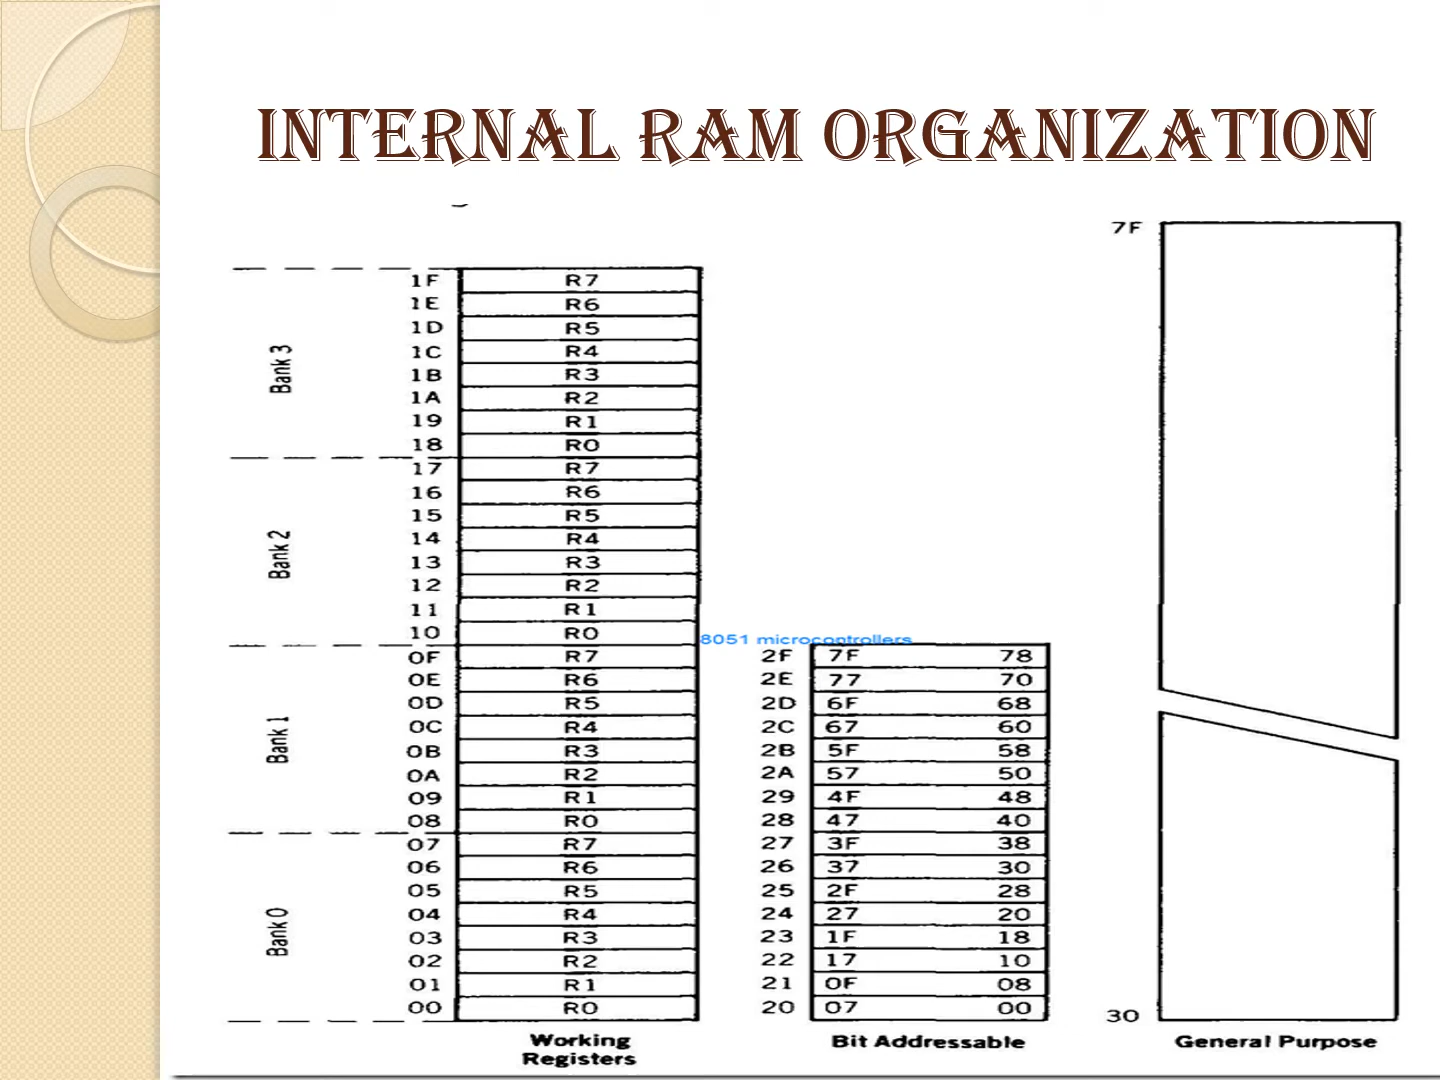 INTERNAL RAM ORGANIZATION
7F
1F R7
1E R6
1D R5
1C R4
Bank 3
1B R3
1A R2
19 R1
18 R0
17 R7
16 R6
15 R5
14 R4
Bank 2
13 R3
12 R2
11 R1
10 R0
8051 microcontrollers
0F R7 2F 7F 78
0E R6 2E 77 70
0D R5 2D 6F 68
0C R4 2C 67 60
Bank 1
0B R3 2B 5F 58
0A R2 2A 57 50
09 R1 29 4F 48
08 R0 28 47 40
07 R7 27 3F 38
06 R6 26 37 30
05 R5 25 2F 28
04 R4 24 27 20
Bank 0
03 R3 23 1F 18
02 R2 22 17 10
01 R1 21 0F 08
00 R0 20 07 00 30
Working
Registers
Bit Addressable
General Purpose